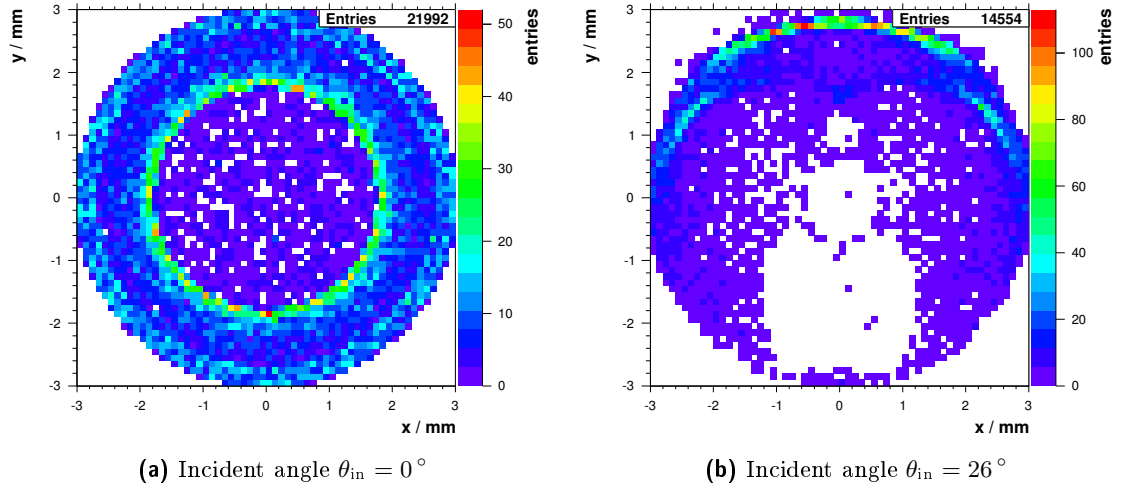 Entries 21992
y / mm
3
2
1
0
-1
-2
-3
-3 -2 -1 0 1 2 3
x / mm
entries
50
40
30
20
10
0
(a) Incident angle θin = 0°
Entries 14554
y / mm
3
2
1
0
-1
-2
-3
-3 -2 -1 0 1 2 3
x / mm
entries
100
80
60
40
20
0
(b) Incident angle θin = 26°